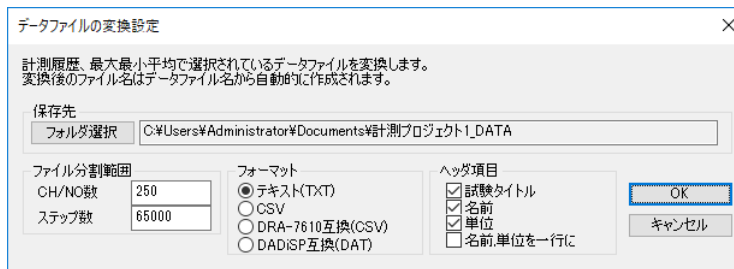 データファイルの変換設定
計測履歴、最大最小平均で選択されているデータファイルを変換します。
変換後のファイル名はデータファイル名から自動的に作成されます。
保存先
フォルダ選択 C:¥Users¥Administrator¥Documents¥計測プロジェクト1_DATA
ファイル分割範囲
CH/NO数 250
ステップ数 65000
フォーマット
テキスト(TXT)
CSV
DRA-7610互換(CSV)
DADiSP互換(DAT)
ヘッダ項目
試験タイトル
名前
単位
名前,単位を一行に
OK
キャンセル